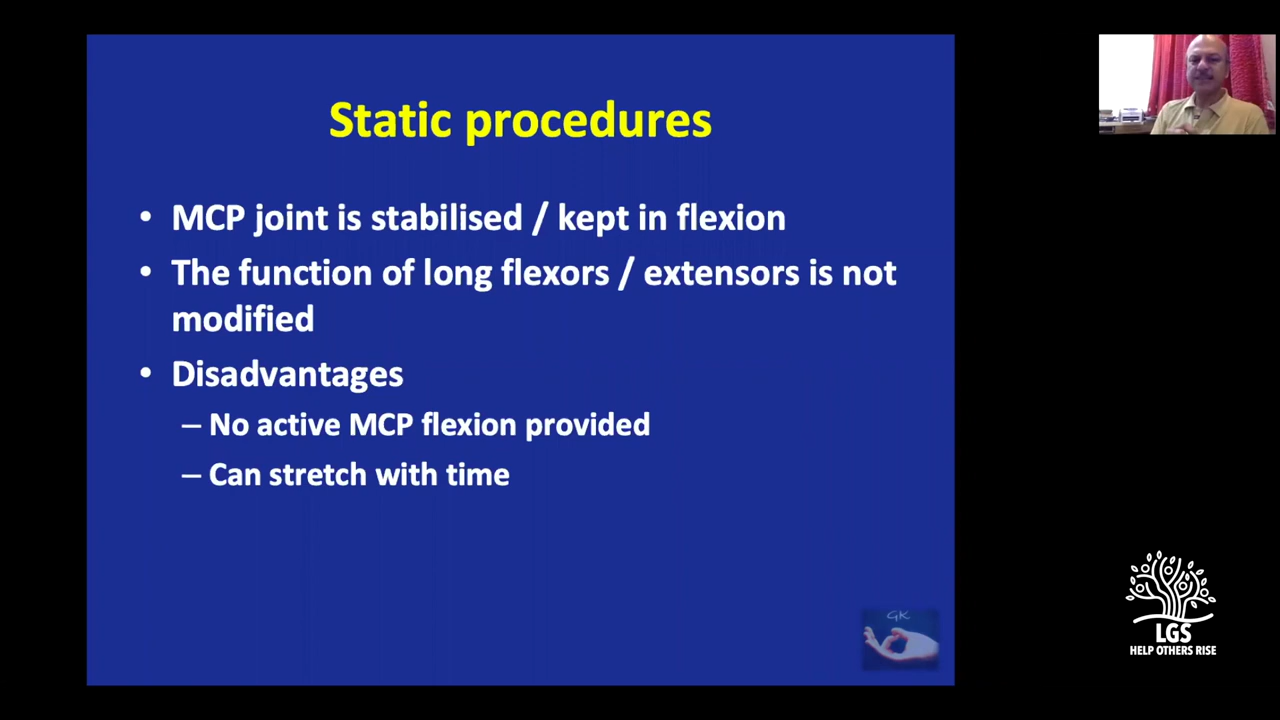 Static procedures
• MCP joint is stabilised / kept in flexion
• The function of long flexors / extensors is not
modified
• Disadvantages
– No active MCP flexion provided
– Can stretch with time
GK
LGS
HELP OTHERS RISE